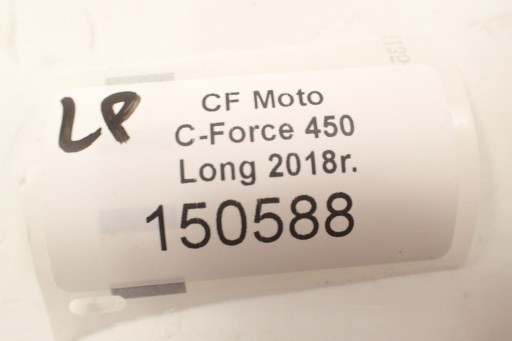 LP
CF Moto
C-Force 450
Long 2018r.
150588